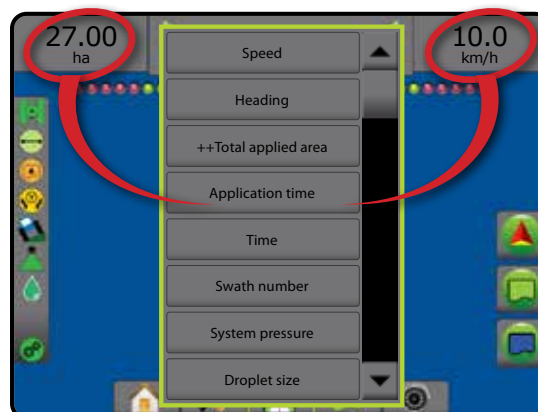 27.00
ha
10.0
km/h
Speed
Heading
++Total applied area
Application time
Time
Swath number
System pressure
Droplet size